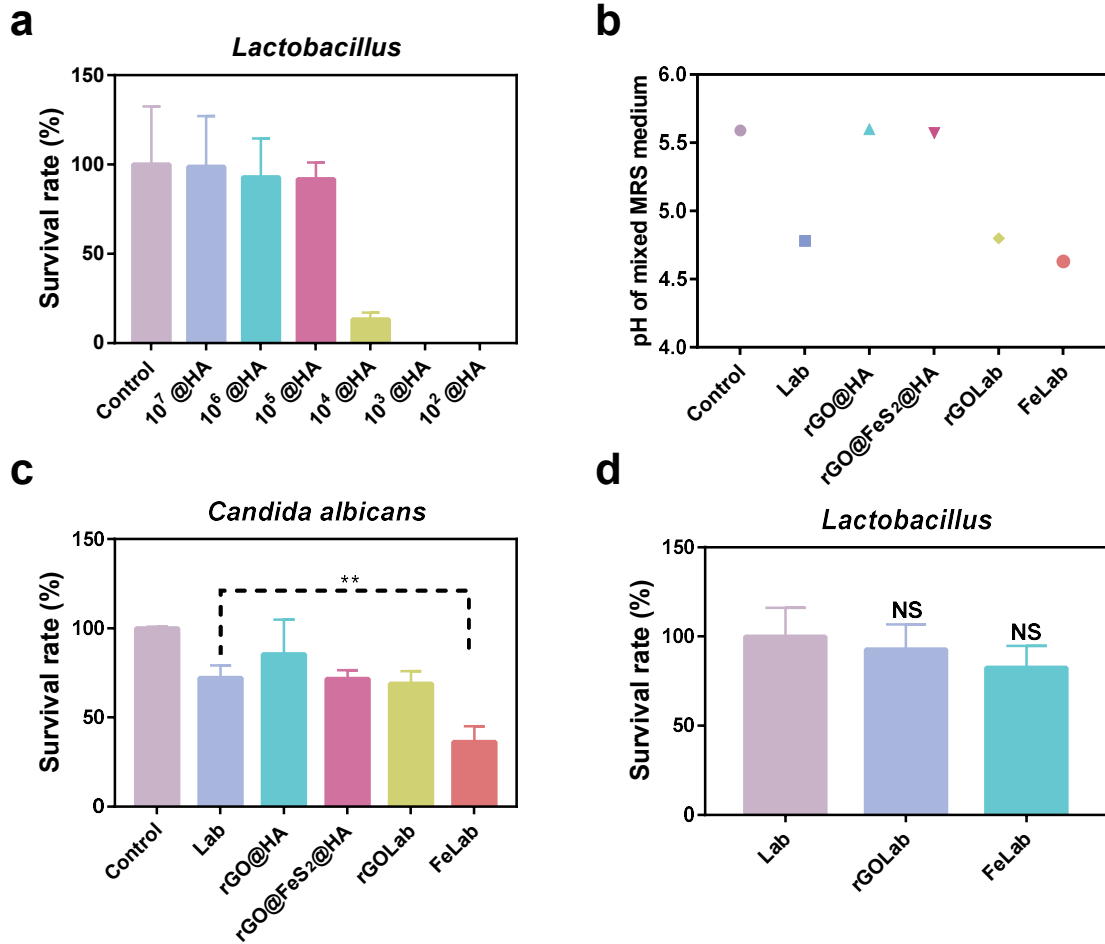 a
Lactobacillus
Survival rate (%)
150
100
50
0
Control
10⁷ @HA
10⁶ @HA
10⁵ @HA
10⁴ @HA
10³ @HA
10² @HA
b
pH of mixed MRS medium
6.0
5.5
5.0
4.5
4.0
Control
Lab
rGO@HA
rGO@FeS₂@HA
rGOLab
FeLab
c
Candida albicans
Survival rate (%)
150
100
50
0
**
Control
Lab
rGO@HA
rGO@FeS₂@HA
rGOLab
FeLab
d
Lactobacillus
Survival rate (%)
150
100
50
0
NS
NS
Lab
rGOLab
FeLab